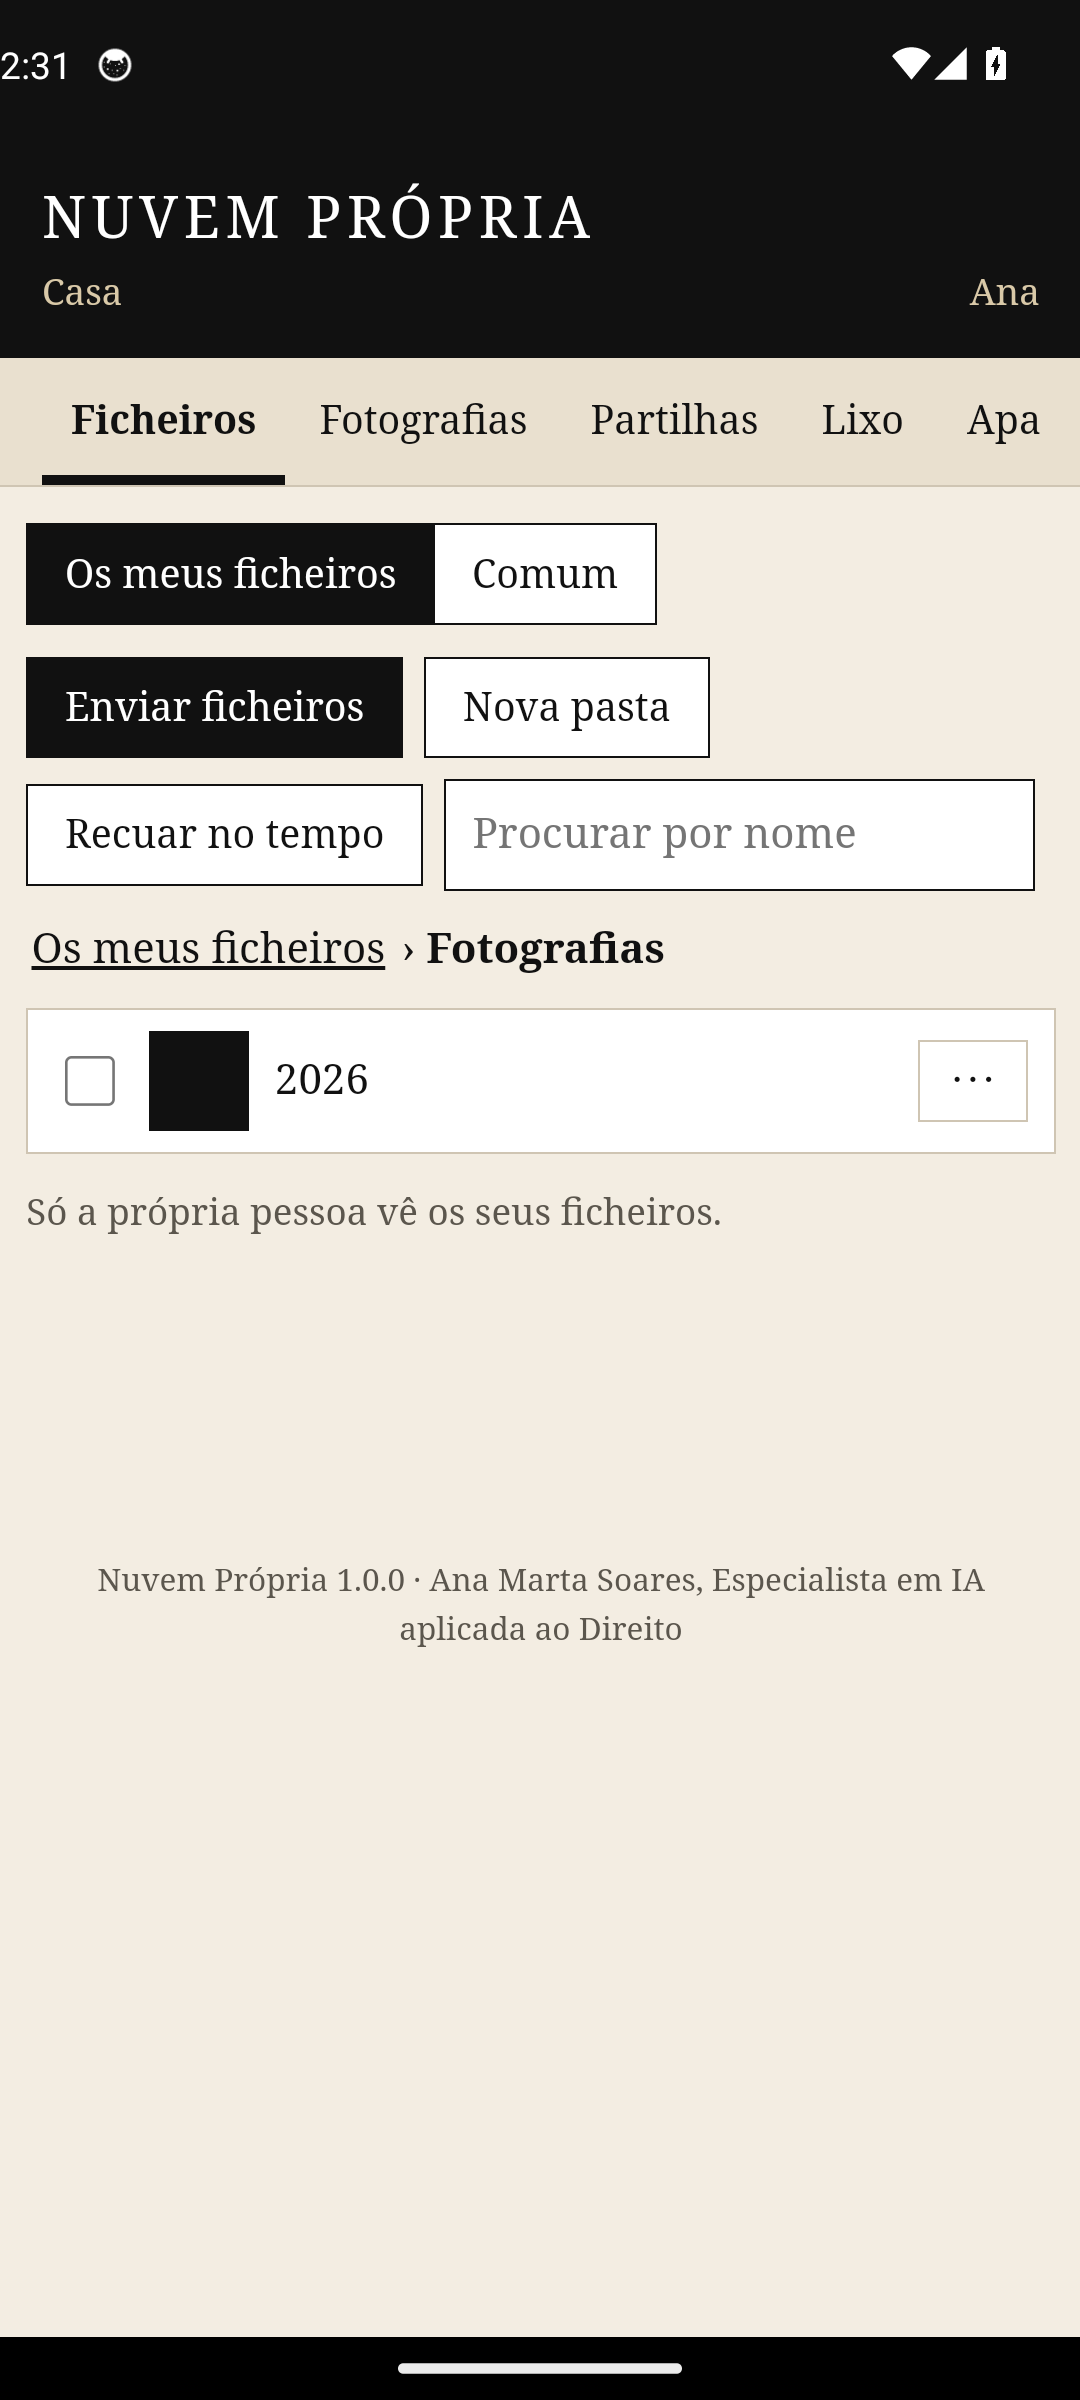 2:31
NUVEM PRÓPRIA
Casa Ana
Ficheiros Fotografias Partilhas Lixo Apa
Os meus ficheiros Comum
Enviar ficheiros Nova pasta
Recuar no tempo Procurar por nome
Os meus ficheiros › Fotografias
2026 ···
Só a própria pessoa vê os seus ficheiros.
Nuvem Própria 1.0.0 · Ana Marta Soares, Especialista em IA
aplicada ao Direito